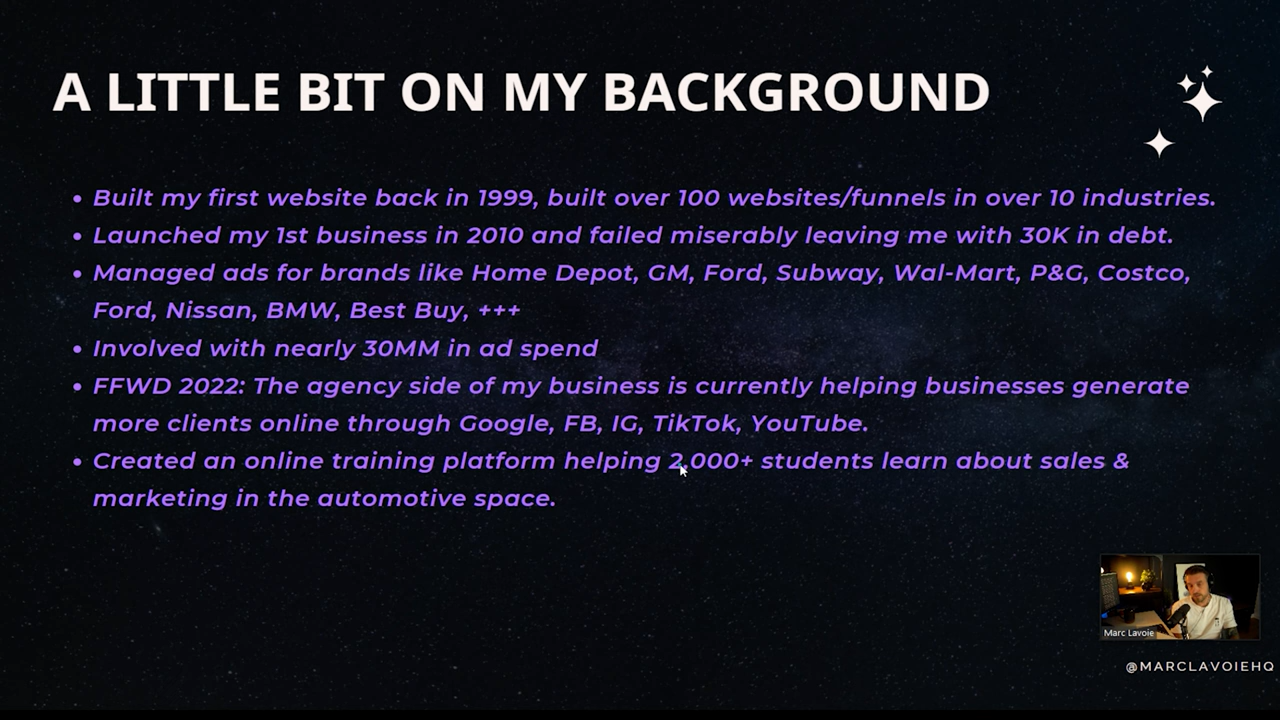 A LITTLE BIT ON MY BACKGROUND
• Built my first website back in 1999, built over 100 websites/funnels in over 10 industries.
• Launched my 1st business in 2010 and failed miserably leaving me with 30K in debt.
• Managed ads for brands like Home Depot, GM, Ford, Subway, Wal-Mart, P&G, Costco,
Ford, Nissan, BMW, Best Buy, +++
• Involved with nearly 30MM in ad spend
• FFWD 2022: The agency side of my business is currently helping businesses generate
more clients online through Google, FB, IG, TikTok, YouTube.
• Created an online training platform helping 2,000+ students learn about sales &
marketing in the automotive space.
Marc Lavoie
@MARCLAVOIEHQ